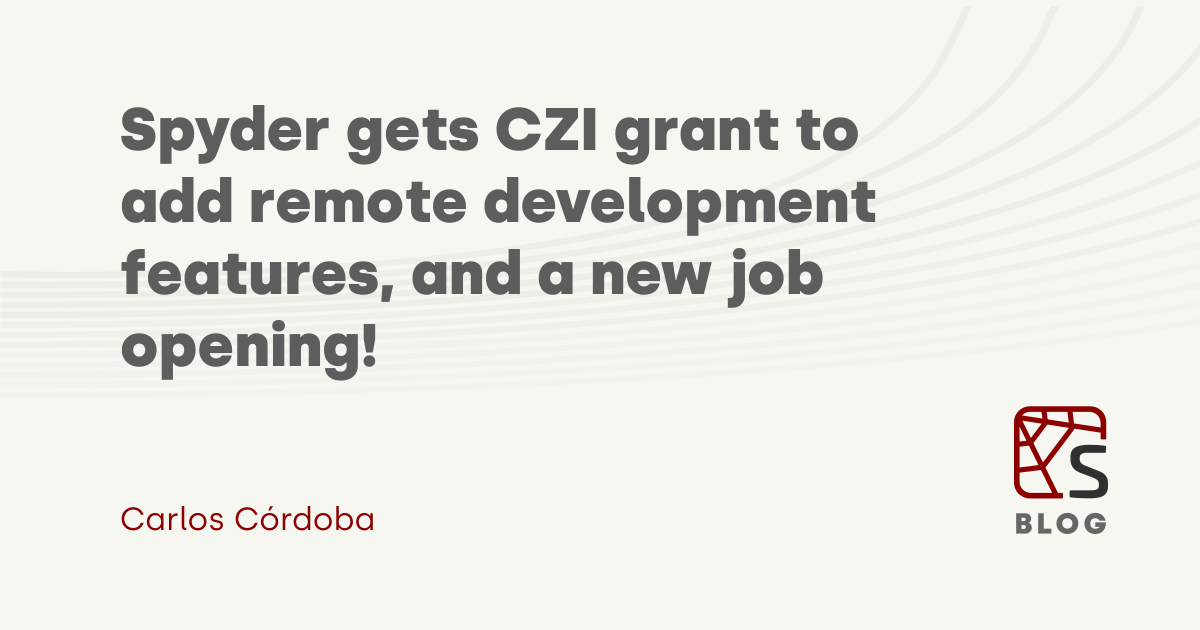 Spyder gets CZI grant to
add remote development
features, and a new job
opening!
Carlos Córdoba
S
BLOG